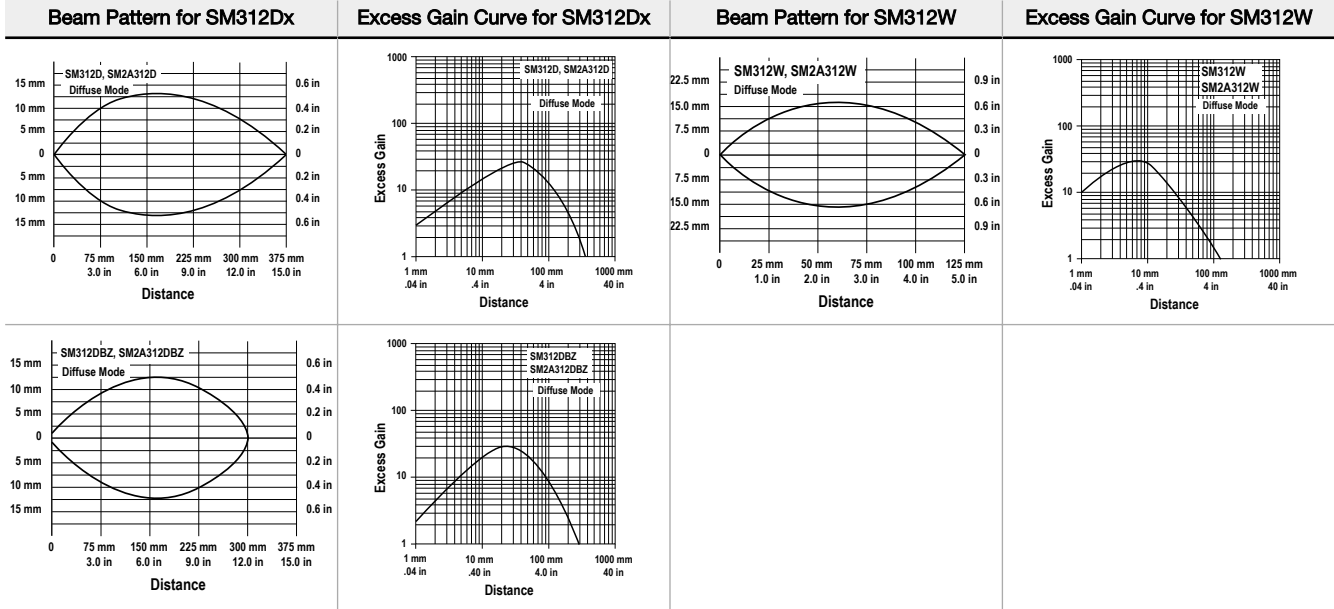 Beam Pattern for SM312Dx
Excess Gain Curve for SM312Dx
Beam Pattern for SM312W
Excess Gain Curve for SM312W
SM312D, SM2A312D
Diffuse Mode
15 mm
10 mm
5 mm
0
5 mm
10 mm
15 mm
0.6 in
0.4 in
0.2 in
0
0.2 in
0.4 in
0.6 in
0 75 mm 150 mm 225 mm 300 mm 375 mm
3.0 in 6.0 in 9.0 in 12.0 in 15.0 in
Distance
1000
100
10
1
Excess Gain
SM312D, SM2A312D
Diffuse Mode
1 mm 10 mm 100 mm 1000 mm
.04 in .4 in 4 in 40 in
Distance
SM312W, SM2A312W
Diffuse Mode
22.5 mm
15.0 mm
7.5 mm
0
7.5 mm
15.0 mm
22.5 mm
0.9 in
0.6 in
0.3 in
0
0.3 in
0.6 in
0.9 in
0 25 mm 50 mm 75 mm 100 mm 125 mm
1.0 in 2.0 in 3.0 in 4.0 in 5.0 in
Distance
1000
100
10
1
Excess Gain
SM312W
SM2A312W
Diffuse Mode
1 mm 10 mm 100 mm 1000 mm
.04 in .4 in 4 in 40 in
Distance
SM312DBZ, SM2A312DBZ
Diffuse Mode
15 mm
10 mm
5 mm
0
5 mm
10 mm
15 mm
0.6 in
0.4 in
0.2 in
0
0.2 in
0.4 in
0.6 in
0 75 mm 150 mm 225 mm 300 mm 375 mm
3.0 in 6.0 in 9.0 in 12.0 in 15.0 in
Distance
1000
100
10
1
Excess Gain
SM312DBZ
SM2A312DBZ
Diffuse Mode
1 mm 10 mm 100 mm 1000 mm
.04 in .40 in 4.0 in 40 in
Distance